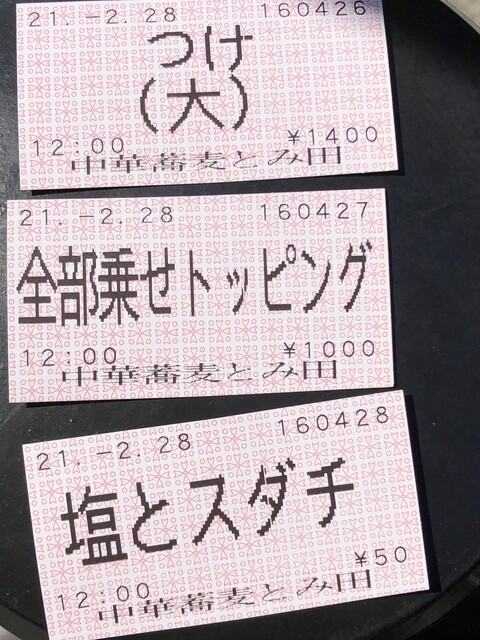 21.-2.28 160426
つけ
(大)
12:00 ¥1400
中華蕎麦とみ田
21.-2.28 160427
全部乗せトッピング
12:00 ¥1000
中華蕎麦とみ田
21.-2.28 160428
塩とスダチ
12:00 ¥50
中華蕎麦とみ田